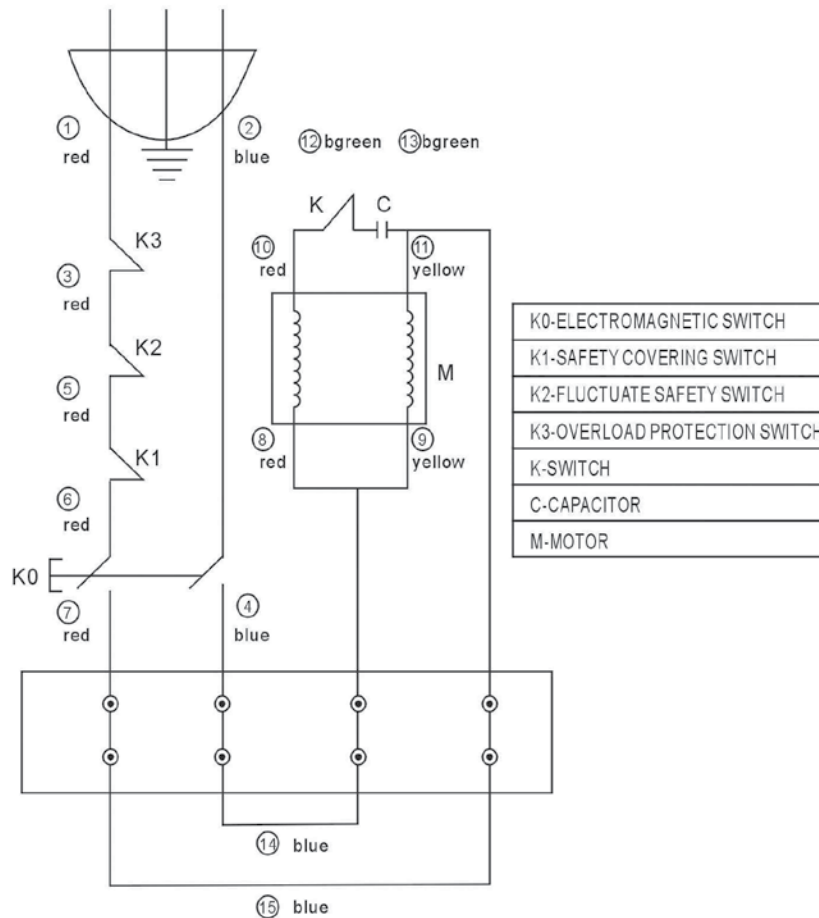 ① ②
red blue
⑫ bgreen ⑬ bgreen
K C
K3
⑩ ⑪
red yellow
③
red
K2
M
⑤
red
⑧ ⑨
red yellow
K1
⑥
red
K0
⑦ ④
red blue
⑭ blue
⑮ blue
K0-ELECTROMAGNETIC SWITCH
K1-SAFETY COVERING SWITCH
K2-FLUCTUATE SAFETY SWITCH
K3-OVERLOAD PROTECTION SWITCH
K-SWITCH
C-CAPACITOR
M-MOTOR